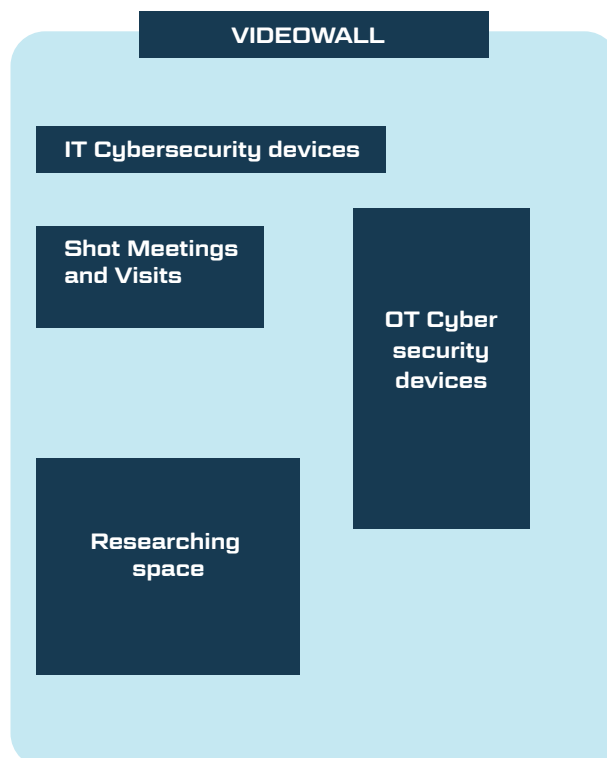 VIDEOWALL
IT Cybersecurity devices
Shot Meetings
and Visits
OT Cyber
security
devices
Researching
space